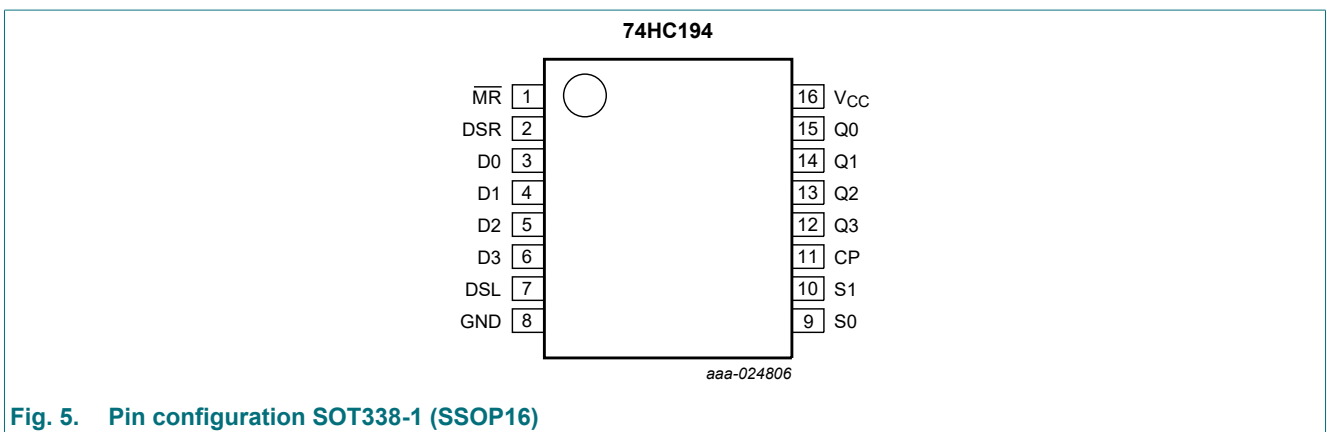 74HC194
M̅R̅ 1 16 VCC
DSR 2 15 Q0
D0 3 14 Q1
D1 4 13 Q2
D2 5 12 Q3
D3 6 11 CP
DSL 7 10 S1
GND 8 9 S0
aaa-024806
Fig. 5. Pin configuration SOT338-1 (SSOP16)